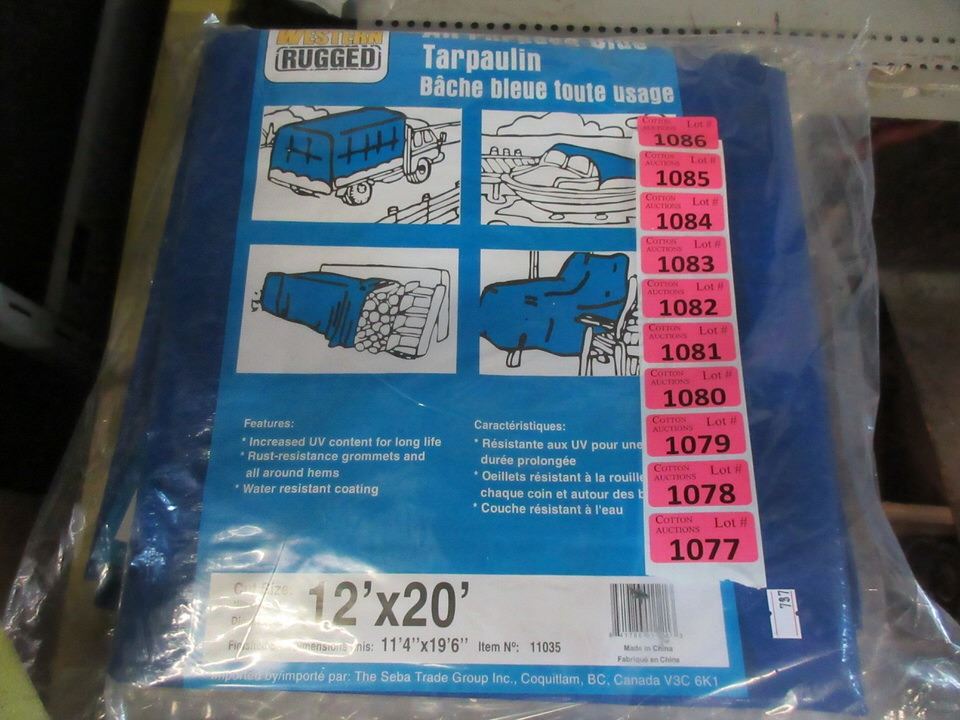 WESTERN
RUGGED
Tarpaulin
Bâche bleue toute usage
COTTON AUCTIONS Lot #
1086
COTTON AUCTIONS Lot #
1085
COTTON AUCTIONS Lot #
1084
COTTON AUCTIONS Lot #
1083
COTTON AUCTIONS Lot #
1082
COTTON AUCTIONS Lot #
1081
COTTON AUCTIONS Lot #
1080
COTTON AUCTIONS Lot #
1079
COTTON AUCTIONS Lot #
1078
COTTON AUCTIONS Lot #
1077
Features:
* Increased UV content for long life
* Rust-resistance grommets and
all around hems
* Water resistant coating
Caractéristiques:
* Résistante aux UV pour une
durée prolongée
* Oeillets résistant à la rouille
chaque coin et autour des
* Couche résistant à l'eau
Size:
12'x20'
11'4"x19'6" Item Nº: 11035
Made in China
Fabriqué en China
787
Imported by/importé par: The Seba Trade Group Inc., Coquitlam, BC, Canada V3C 6K1